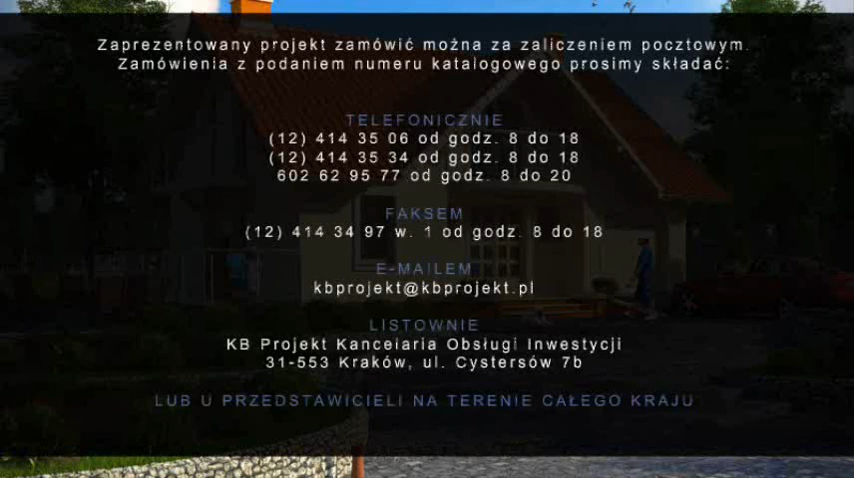 Zaprezentowany projekt zamówić można za zaliczeniem pocztowym.
Zamówienia z podaniem numeru katalogowego prosimy składać:
TELEFONICZNIE
(12) 414 35 06 od godz. 8 do 18
(12) 414 35 34 od godz. 8 do 18
602 62 95 77 od godz. 8 do 20
FAKSEM
(12) 414 34 97 w. 1 od godz. 8 do 18
E-MAILEM
kbprojekt@kbprojekt.pl
LISTOWNIE
KB Projekt Kancelaria Obsługi Inwestycji
31-553 Kraków, ul. Cystersów 7b
LUB U PRZEDSTAWICIELI NA TERENIE CAŁEGO KRAJU